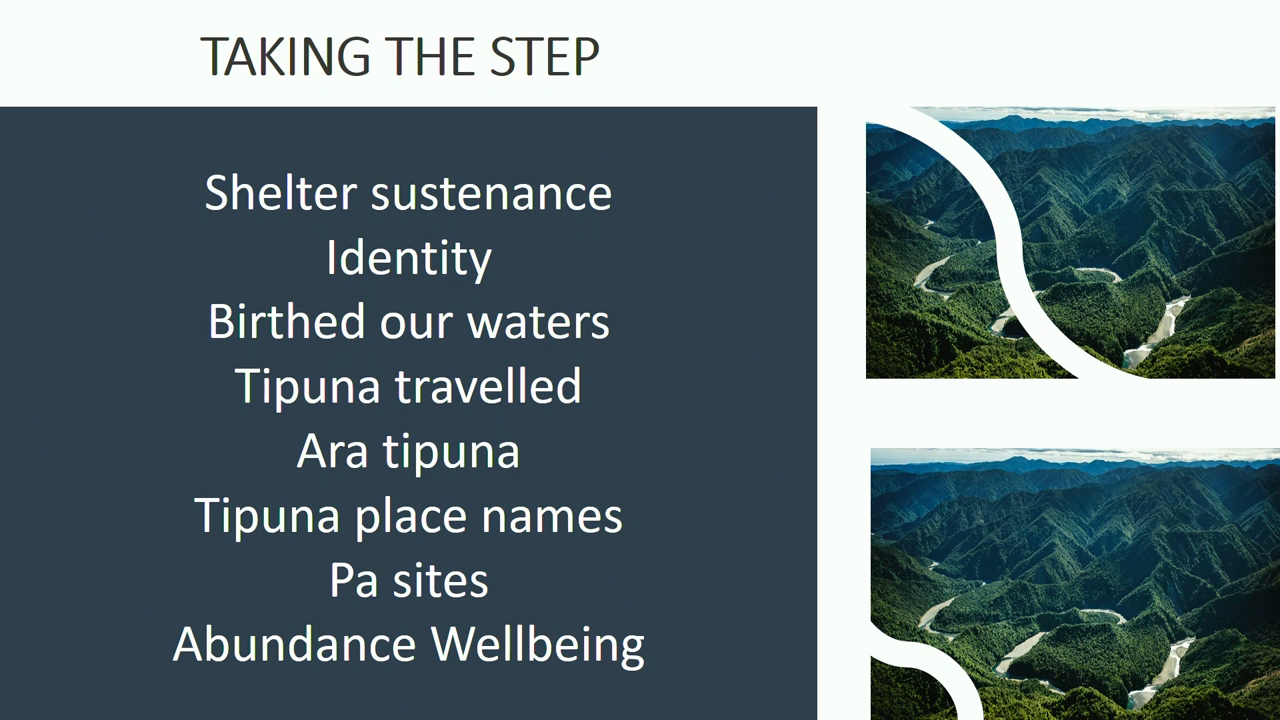 TAKING THE STEP
Shelter sustenance
Identity
Birthed our waters
Tipuna travelled
Ara tipuna
Tipuna place names
Pa sites
Abundance Wellbeing